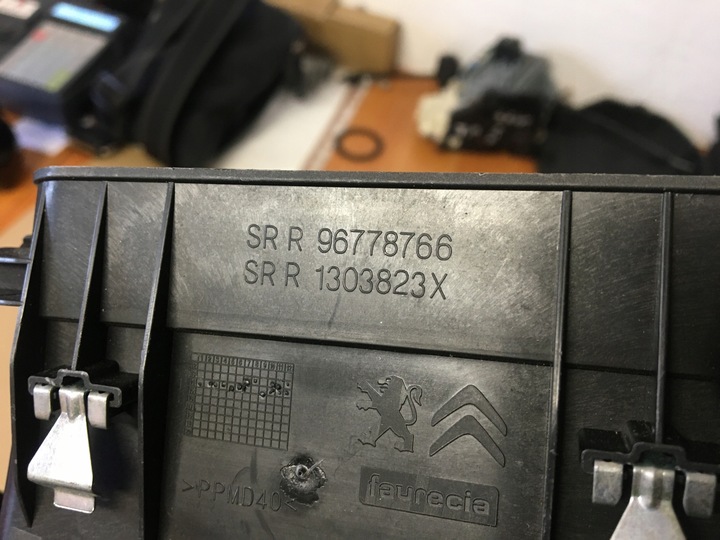 SR R 96778766
SR R 1303823X
>PPMD40<
faurecia